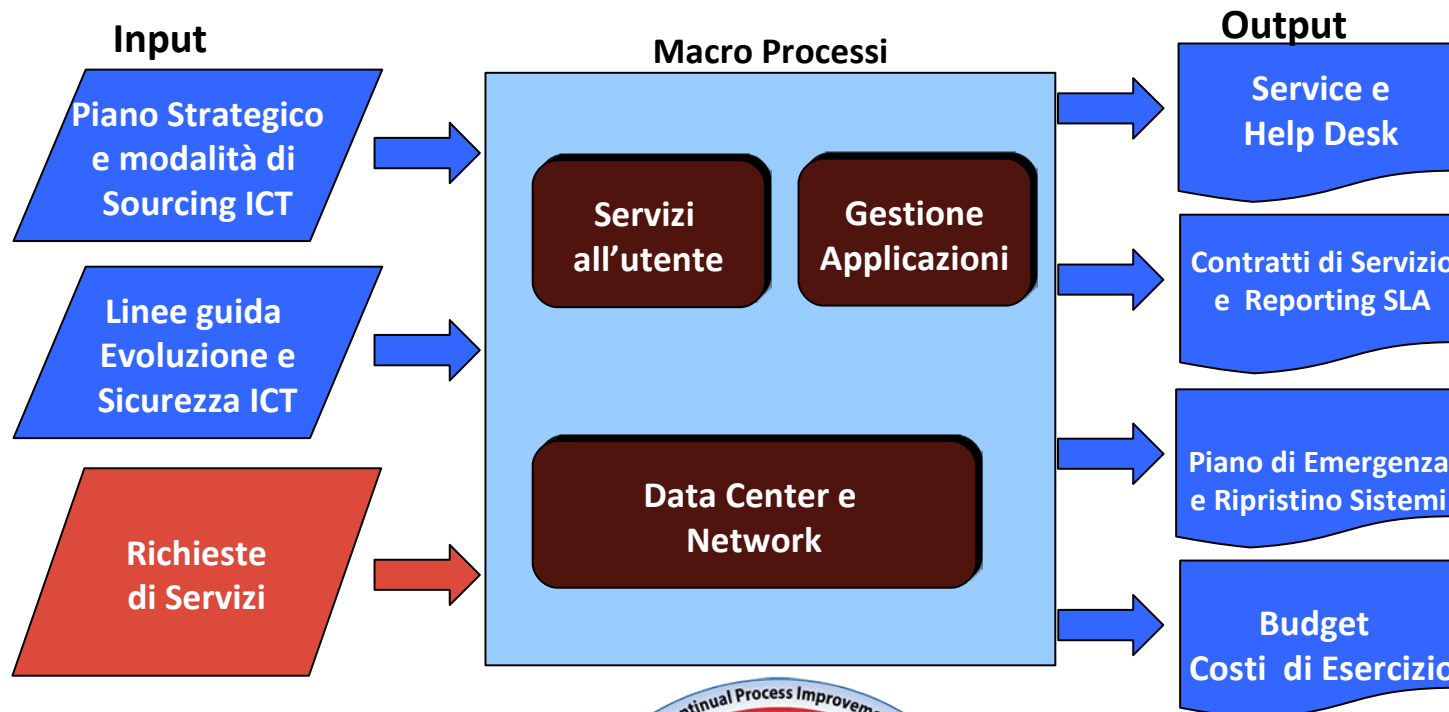 Input
Macro Processi
Output
Piano Strategico
e modalità di
Sourcing ICT
Linee guida
Evoluzione e
Sicurezza ICT
Richieste
di Servizi
Servizi
all’utente
Gestione
Applicazioni
Data Center e
Network
Service e
Help Desk
Contratti di Servizio
e Reporting SLA
Piano di Emergenza
e Ripristino Sistemi
Budget
Costi di Esercizio
Process